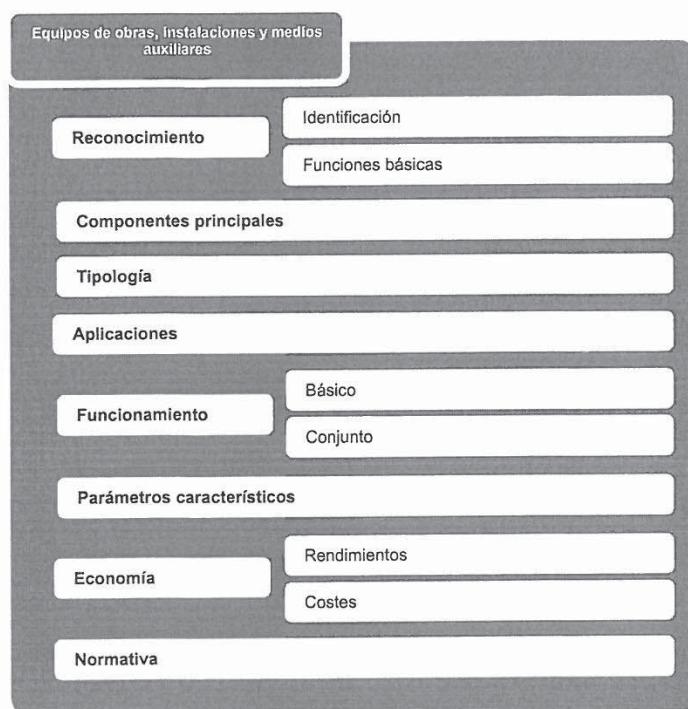 Equipos de obras, instalaciones y medios
auxiliares
Reconocimiento
Identificación
Funciones básicas
Componentes principales
Tipología
Aplicaciones
Funcionamiento
Básico
Conjunto
Parámetros característicos
Economía
Rendimientos
Costes
Normativa